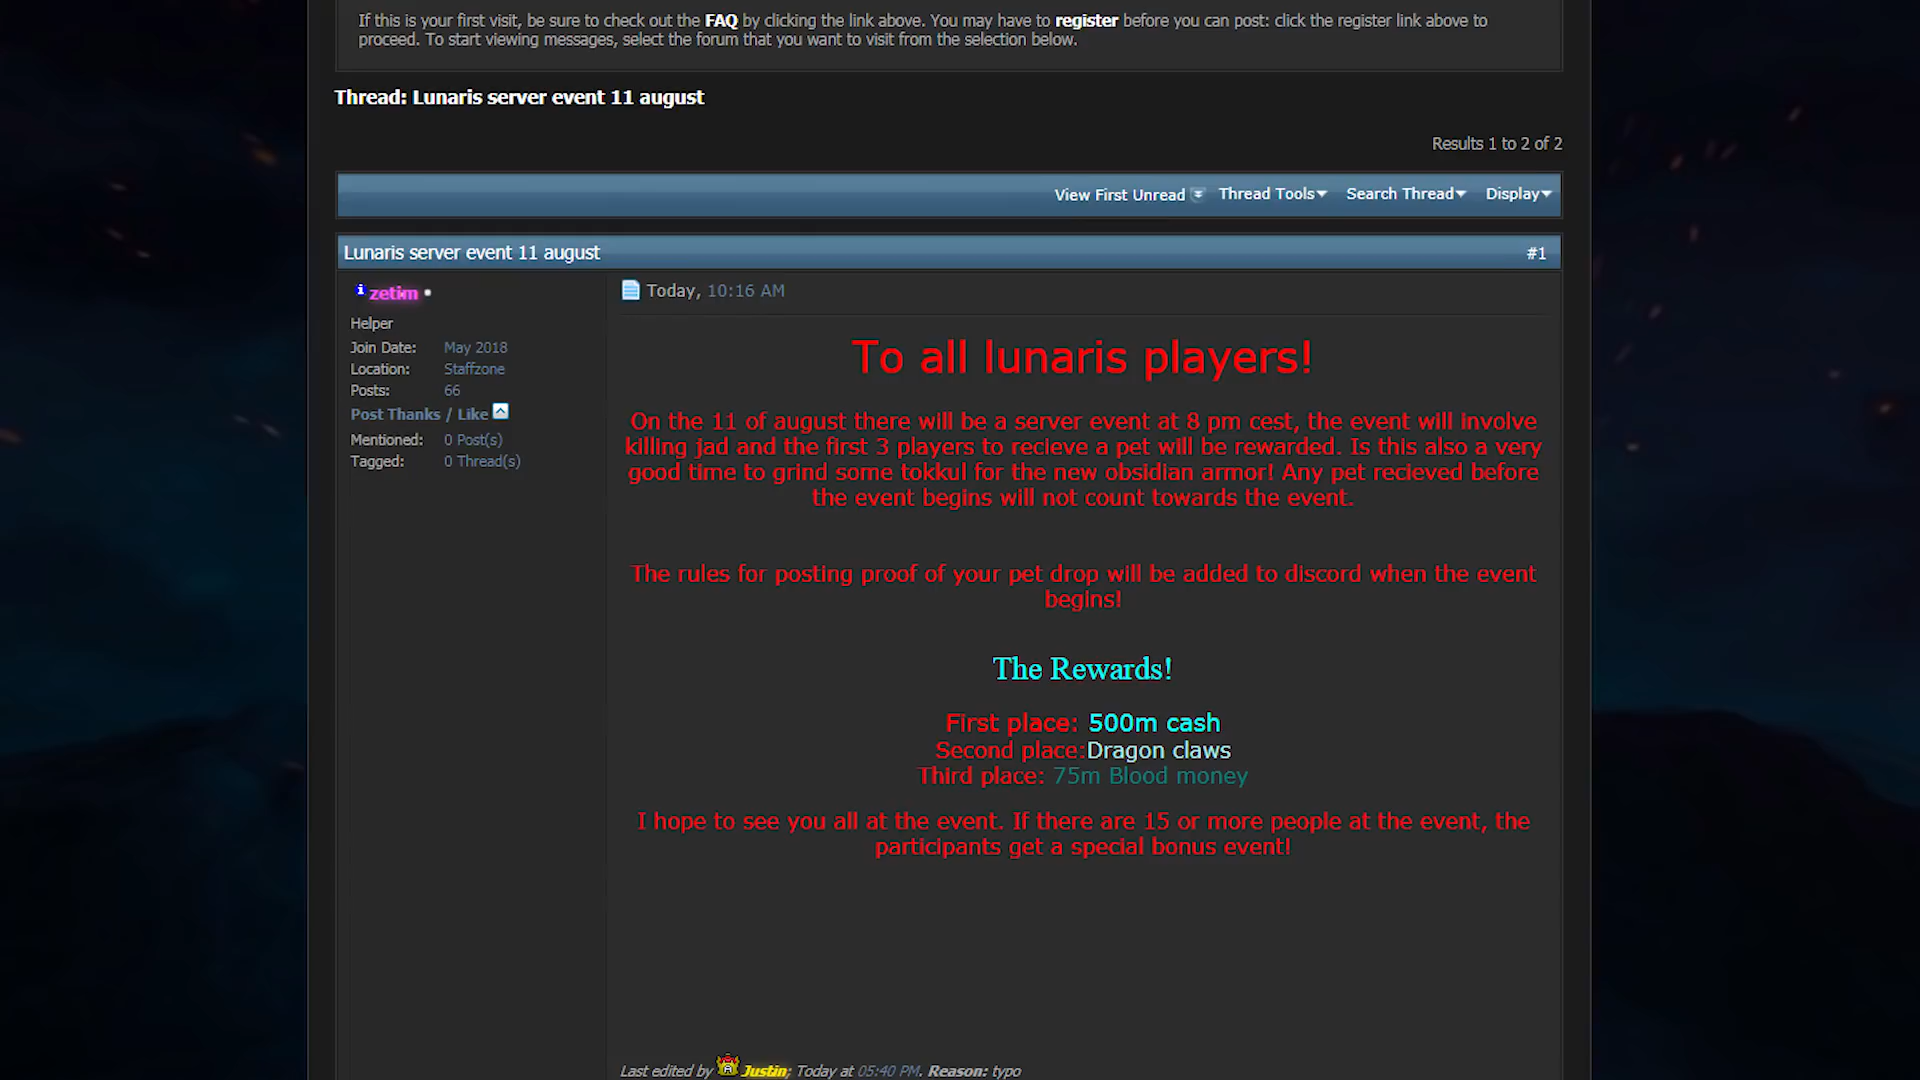 If this is your first visit, be sure to check out the FAQ by clicking the link above. You may have to register before you can post: click the register link above to
proceed. To start viewing messages, select the forum that you want to visit from the selection below.
Thread: Lunaris server event 11 august
Results 1 to 2 of 2
View First Unread Thread Tools Search Thread Display
Lunaris server event 11 august #1
zetim
Helper
Join Date: May 2018
Location: Staffzone
Posts: 66
Post Thanks / Like
Mentioned: 0 Post(s)
Tagged: 0 Thread(s)
Today, 10:16 AM
To all lunaris players!
On the 11 of august there will be a server event at 8 pm cest, the event will involve
killing jad and the first 3 players to recieve a pet will be rewarded. Is this also a very
good time to grind some tokkul for the new obsidian armor! Any pet recieved before
the event begins will not count towards the event.
The rules for posting proof of your pet drop will be added to discord when the event
begins!
The Rewards!
First place: 500m cash
Second place:Dragon claws
Third place: 75m Blood money
I hope to see you all at the event. If there are 15 or more people at the event, the
participants get a special bonus event!
Last edited by Justin; Today at 05:40 PM. Reason: typo